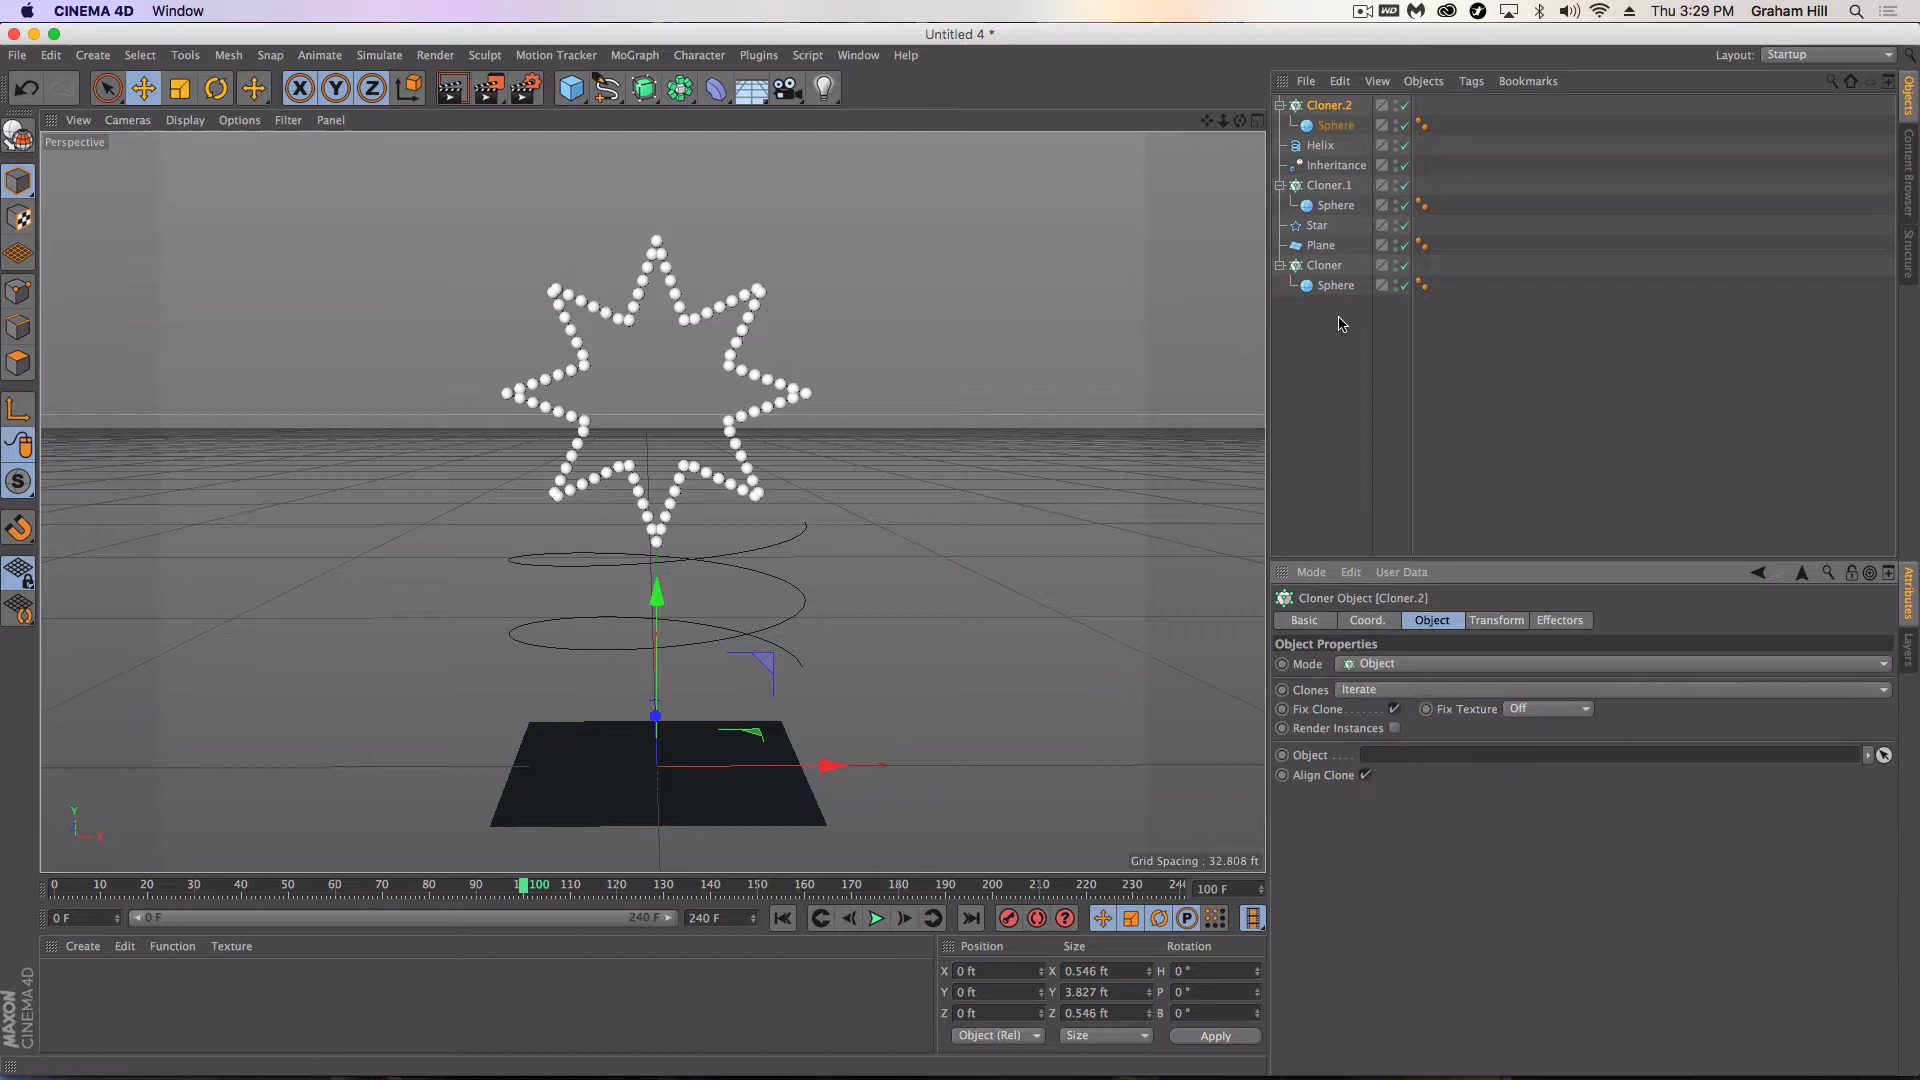 CINEMA 4D Window Thu 3:29 PM Graham Hill
Untitled 4 *
File Edit Create Select Tools Mesh Snap Animate Simulate Render Sculpt Motion Tracker MoGraph Character Plugins Script Window Help Layout: Startup
X Y Z
File Edit View Objects Tags Bookmarks
View Cameras Display Options Filter Panel
Perspective
Cloner.2
Sphere
Helix
Inheritance
Cloner.1
Sphere
Star
Plane
Cloner
Sphere
Objects
Content Browser
Structure
Mode Edit User Data
Cloner Object [Cloner.2]
Basic Coord. Object Transform Effectors
Object Properties
Mode Object
Clones Iterate
Fix Clone . . . . . . . Fix Texture Off
Render Instances
Object . . . .
Align Clone
Attributes
Layers
Y
X
Grid Spacing : 32.808 ft
0 10 20 30 40 50 60 70 80 90 100 110 120 130 140 150 160 170 180 190 200 210 220 230 100 F
0 F 0 F 240 F 240 F
Create Edit Function Texture
Position Size Rotation
X 0 ft X 0.546 ft H 0 °
Y 0 ft Y 3.827 ft P 0 °
Z 0 ft Z 0.546 ft B 0 °
Object (Rel) Size Apply
MAXON
CINEMA 4D